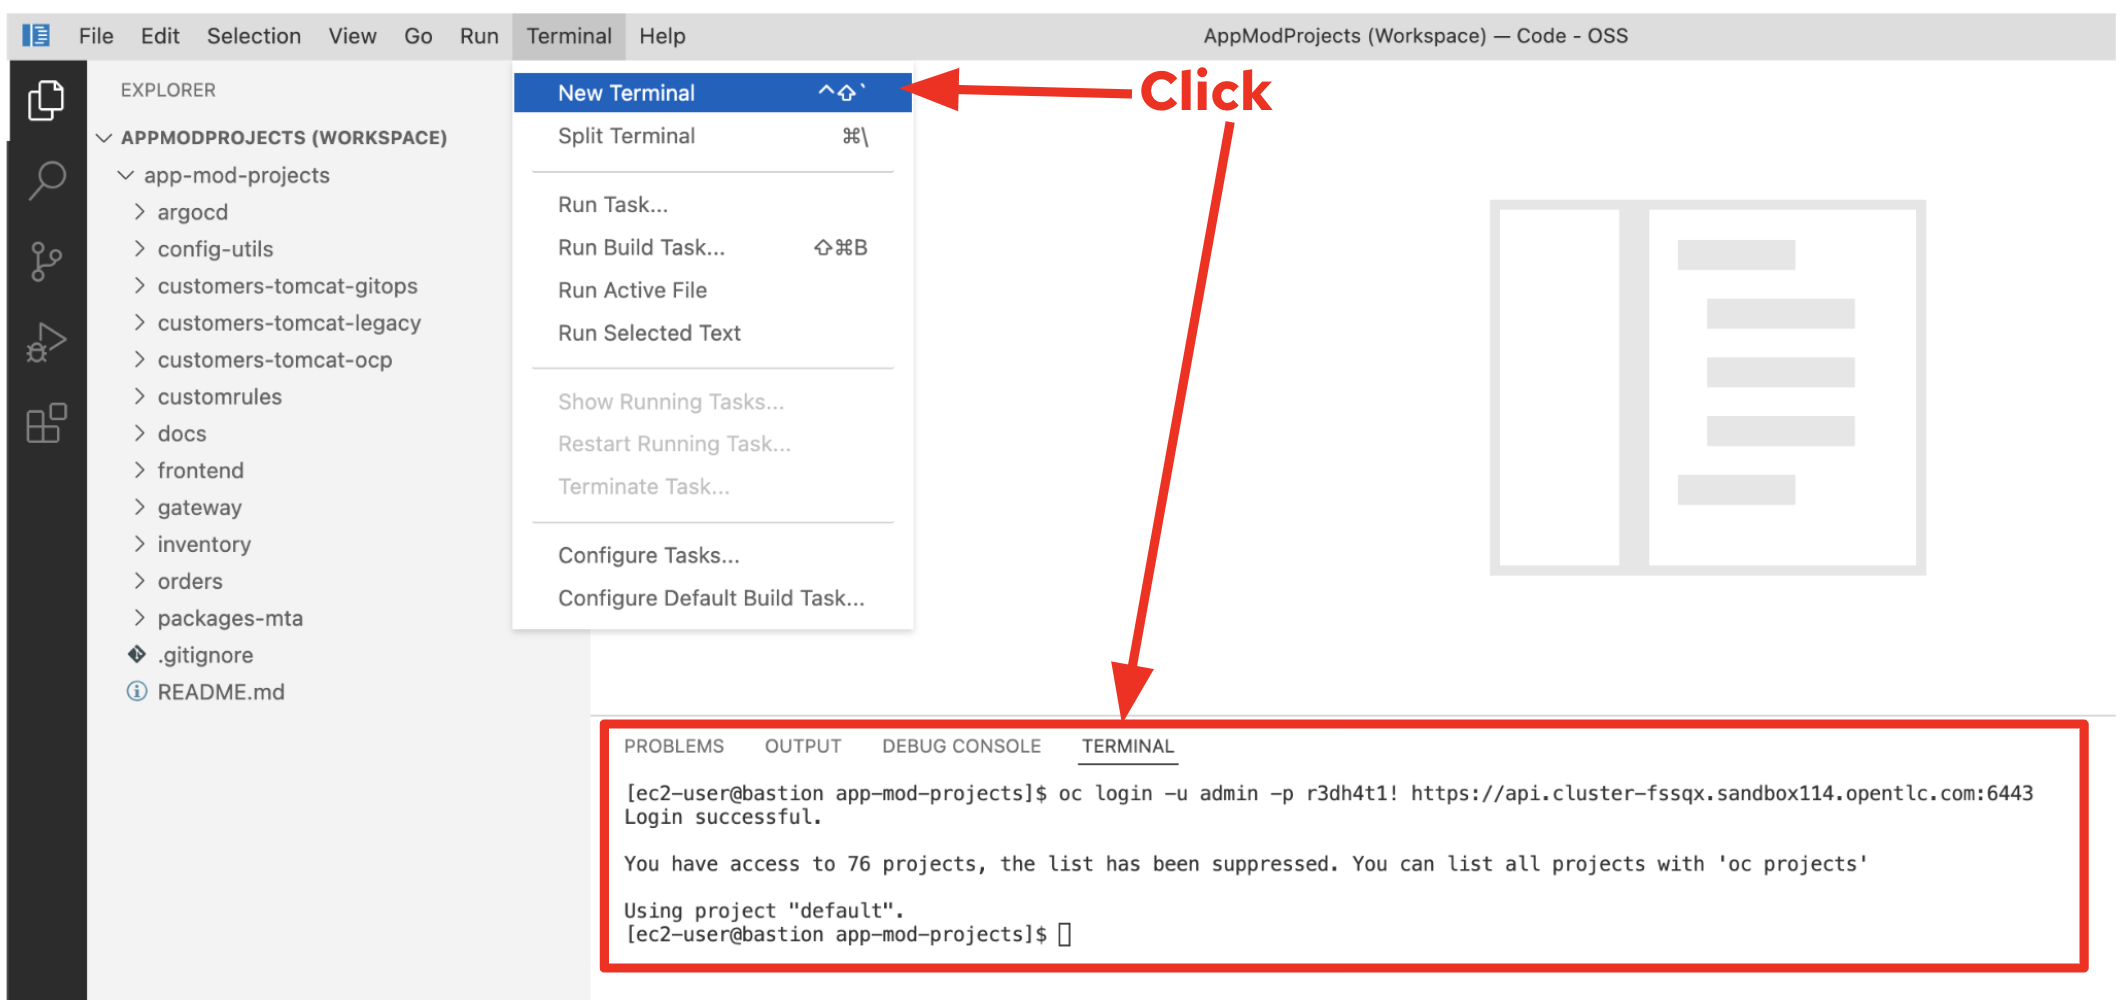 File Edit Selection View Go Run Terminal Help AppModProjects (Workspace) — Code - OSS
EXPLORER
APPMODPROJECTS (WORKSPACE)
app-mod-projects
argocd
config-utils
customers-tomcat-gitops
customers-tomcat-legacy
customers-tomcat-ocp
customrules
docs
frontend
gateway
inventory
orders
packages-mta
.gitignore
README.md
New Terminal ^⇧`
Split Terminal ⌘\
Run Task...
Run Build Task... ⇧⌘B
Run Active File
Run Selected Text
Show Running Tasks...
Restart Running Task...
Terminate Task...
Configure Tasks...
Configure Default Build Task...
Click
PROBLEMS OUTPUT DEBUG CONSOLE TERMINAL
[ec2-user@bastion app-mod-projects]$ oc login -u admin -p r3dh4t1! https://api.cluster-fssqx.sandbox114.opentlc.com:6443
Login successful.
You have access to 76 projects, the list has been suppressed. You can list all projects with 'oc projects'
Using project "default".
[ec2-user@bastion app-mod-projects]$